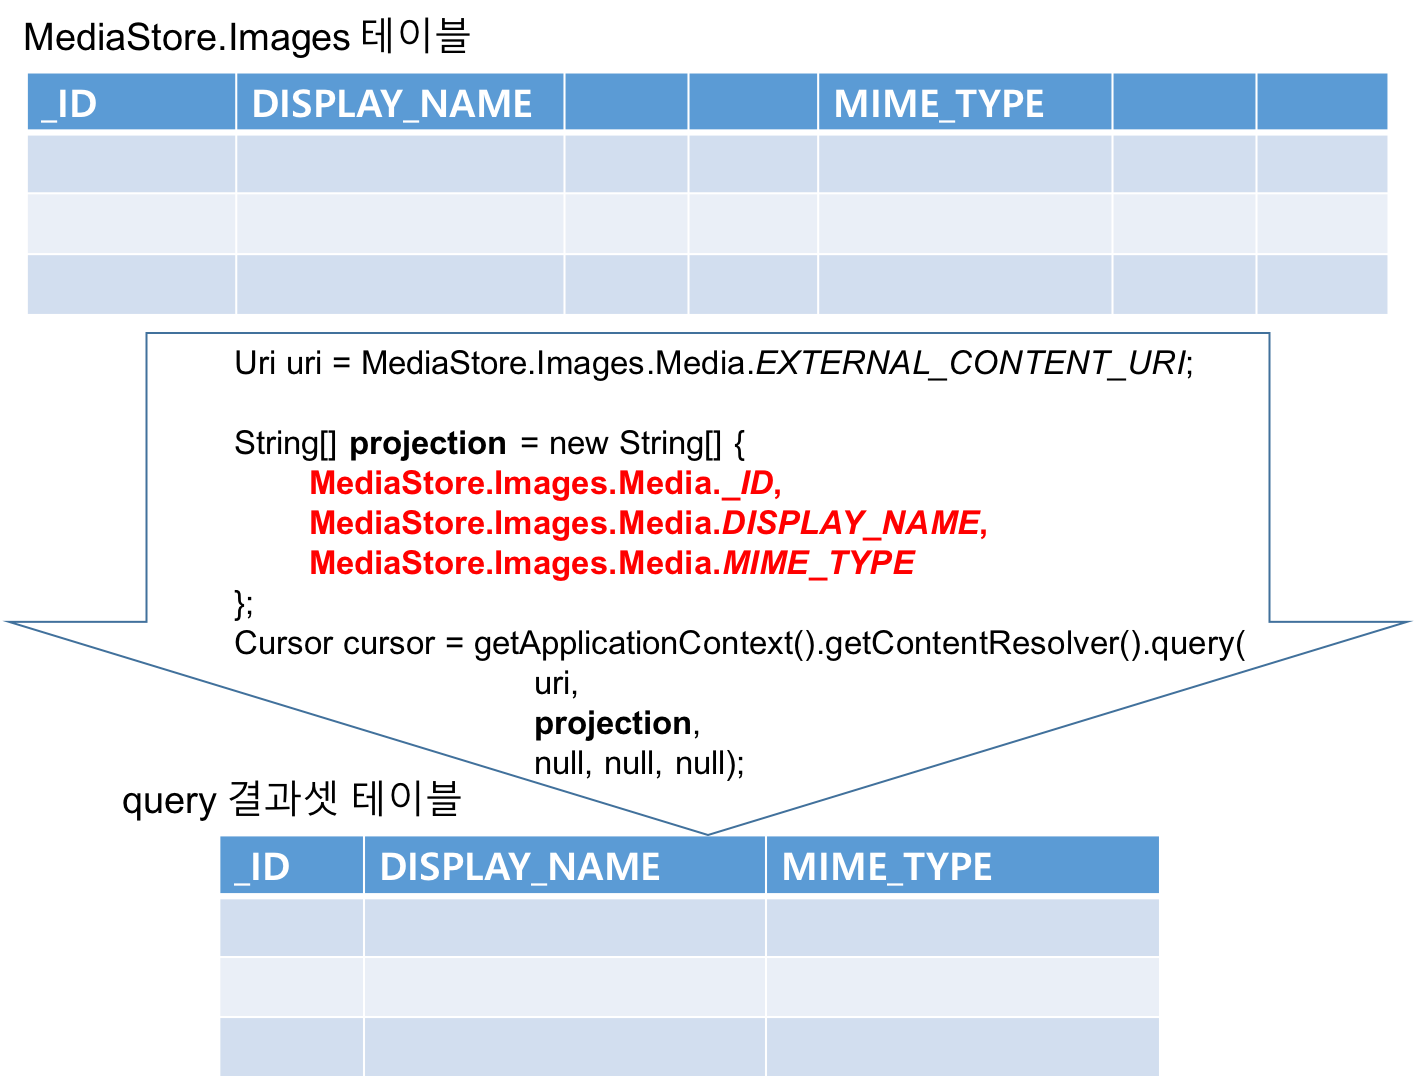 MediaStore.Images 테이블
_ID DISPLAY_NAME MIME_TYPE
Uri uri = MediaStore.Images.Media.EXTERNAL_CONTENT_URI;
String[] projection = new String[] {
MediaStore.Images.Media._ID,
MediaStore.Images.Media.DISPLAY_NAME,
MediaStore.Images.Media.MIME_TYPE
};
Cursor cursor = getApplicationContext().getContentResolver().query(
uri,
projection,
null, null, null);
query 결과셋 테이블
_ID DISPLAY_NAME MIME_TYPE